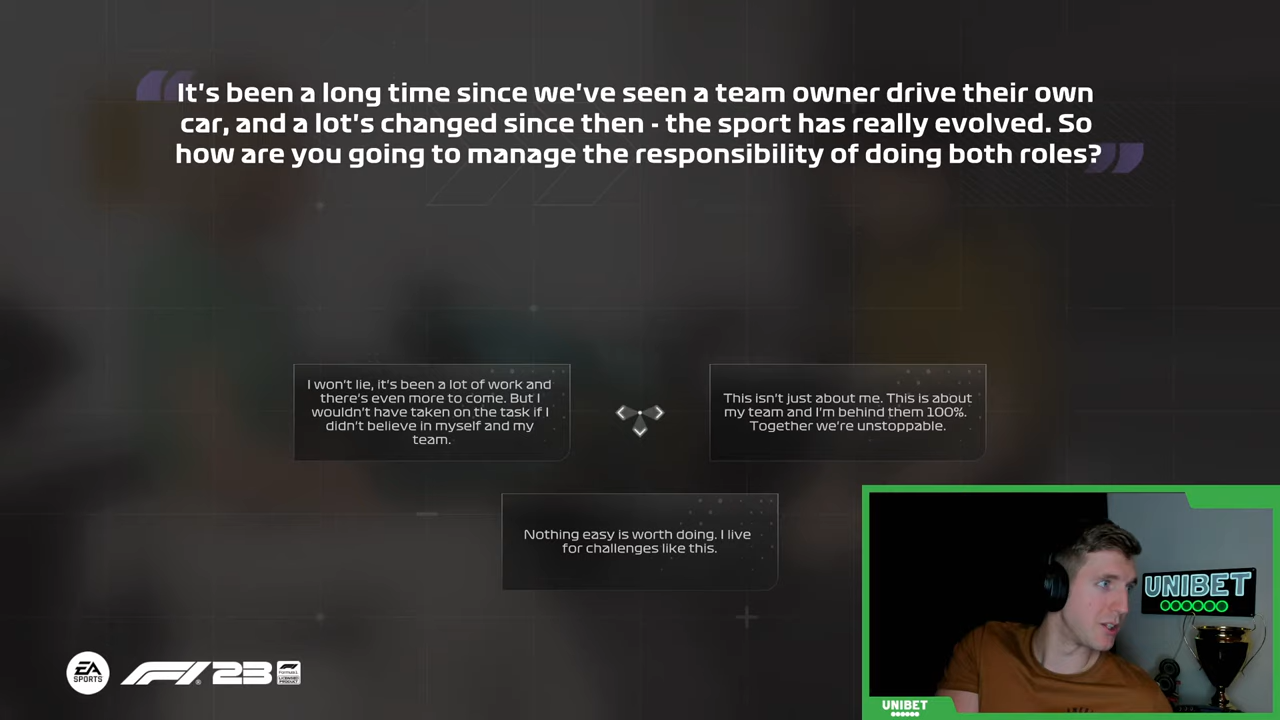 It's been a long time since we've seen a team owner drive their own
car, and a lot's changed since then - the sport has really evolved. So
how are you going to manage the responsibility of doing both roles?
I won't lie, it's been a lot of work and
there's even more to come. But I
wouldn't have taken on the task if I
didn't believe in myself and my
team.
This isn't just about me. This is about
my team and I'm behind them 100%.
Together we're unstoppable.
Nothing easy is worth doing. I live
for challenges like this.
UNIBET
EA
SPORTS
F1 23
UNIBET